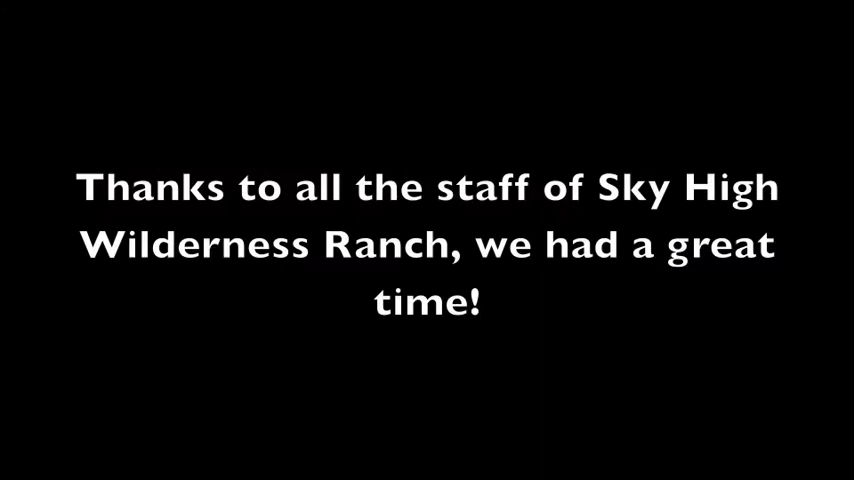 Thanks to all the staff of Sky High
Wilderness Ranch, we had a great
time!